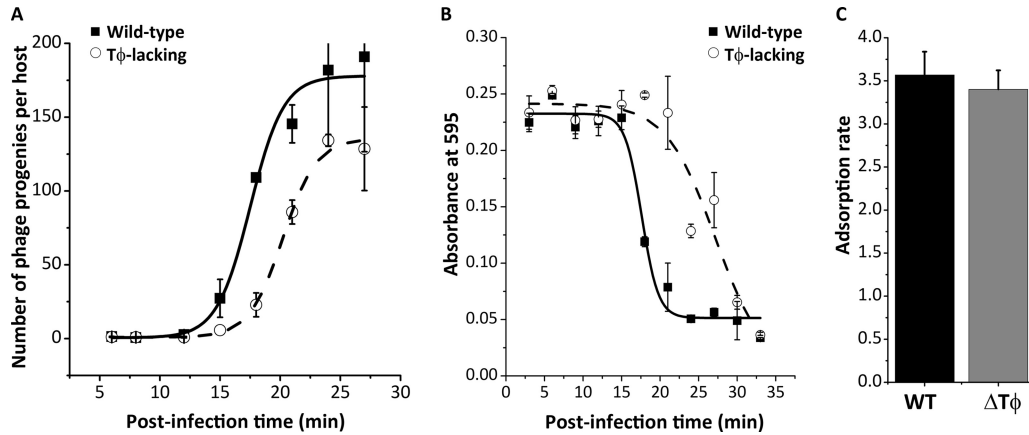 A
Wild-type
Tϕ-lacking
200
150
100
50
0
5
10
15
20
25
30
Number of phage progenies per host
Post-infection time (min)
B
Wild-type
Tϕ-lacking
0.30
0.25
0.20
0.15
0.10
0.05
0.00
0
5
10
15
20
25
30
35
Absorbance at 595
Post-infection time (min)
C
4.0
3.5
3.0
2.5
2.0
1.5
1.0
0.5
0.0
Adsorption rate
WT
ΔTϕ